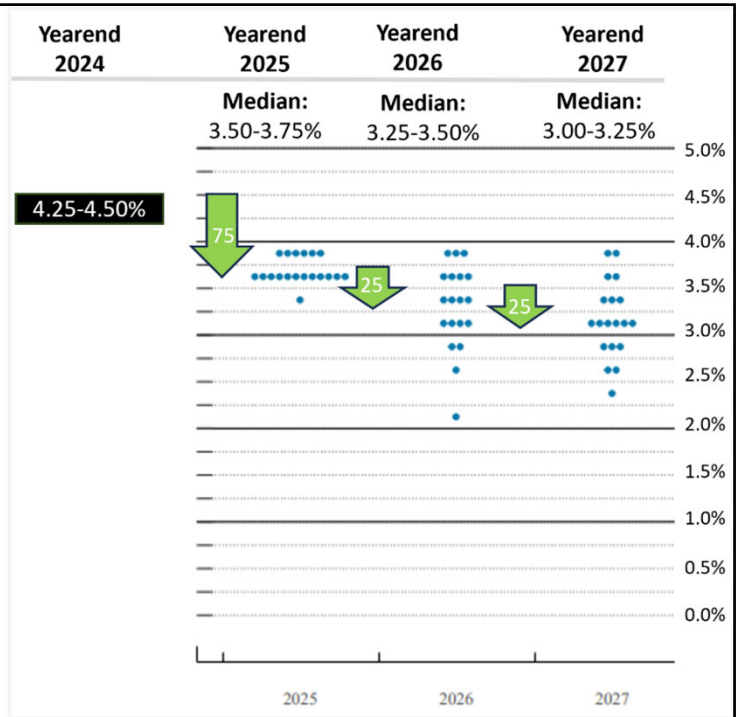 Yearend 2024
Yearend 2025
Yearend 2026
Yearend 2027
Median:
3.50-3.75%
Median:
3.25-3.50%
Median:
3.00-3.25%
5.0%
4.25-4.50%
4.5%
75
4.0%
25
3.5%
25
3.0%
2.5%
2.0%
1.5%
1.0%
0.5%
0.0%
2025 2026 2027